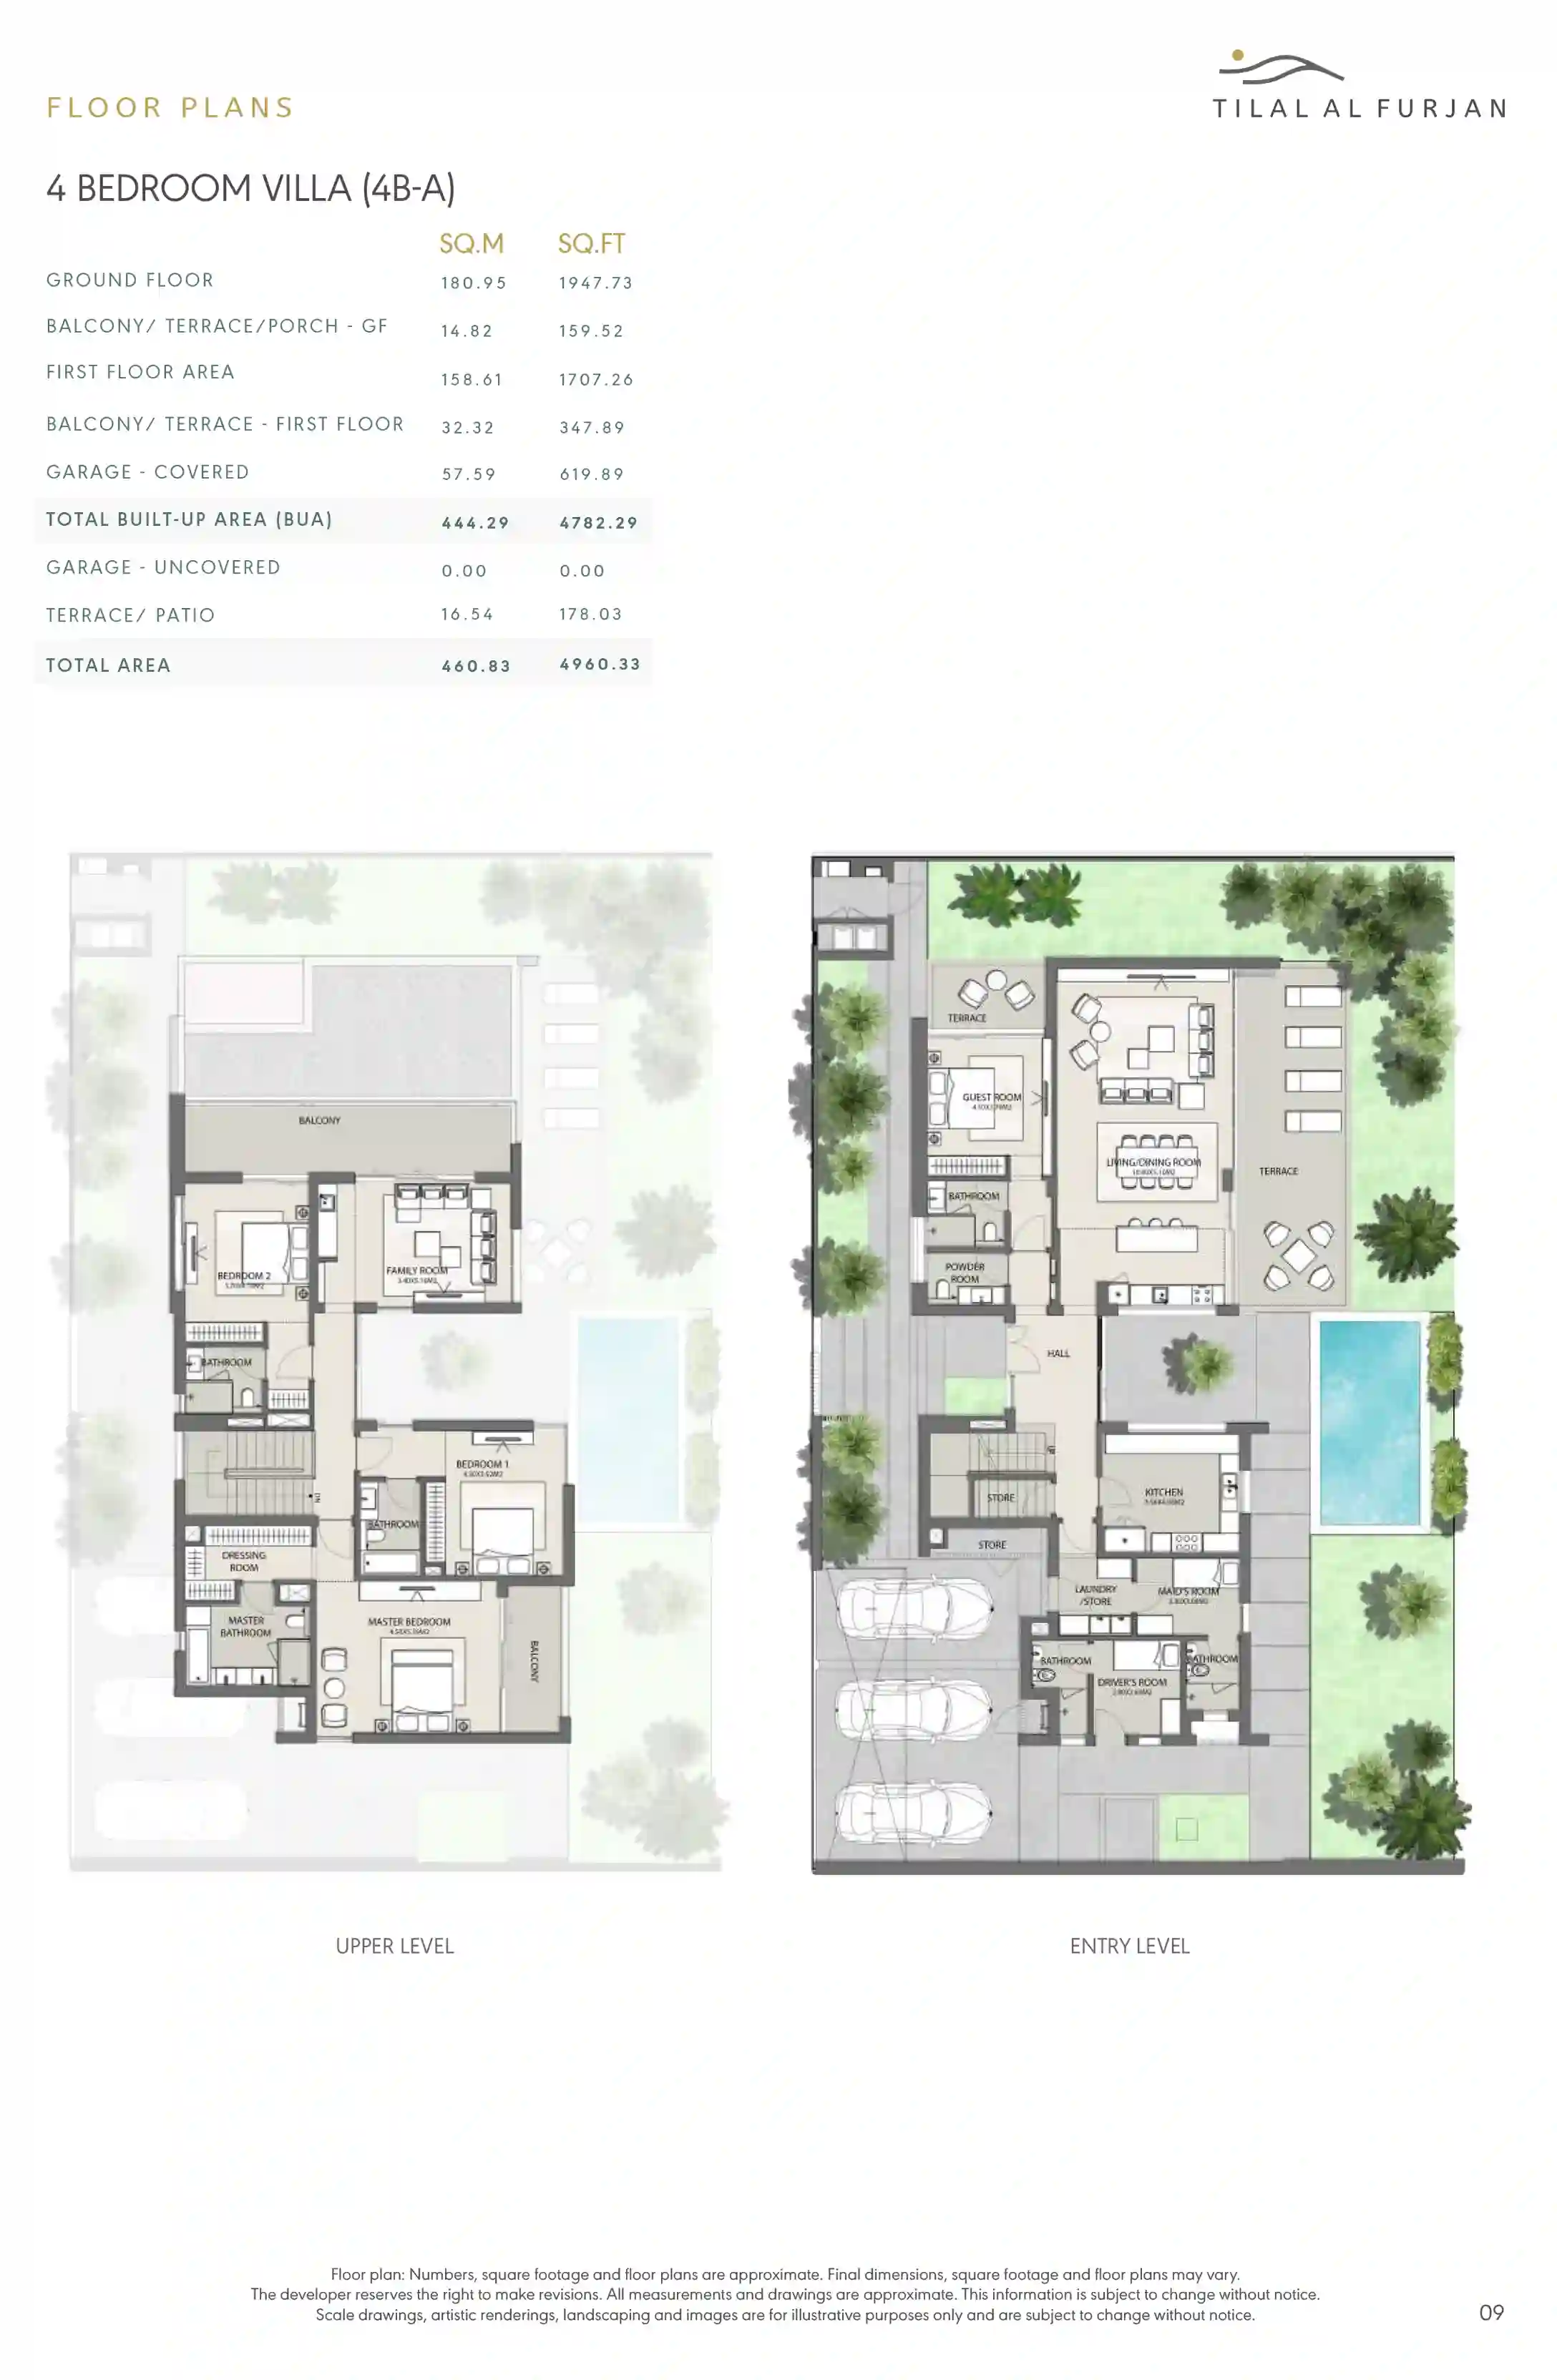 TILAL AL FURJAN
FLOOR PLANS
4 BEDROOM VILLA (4B-A)
SQ.M SQ.FT
GROUND FLOOR 180.95 1947.73
BALCONY/ TERRACE/PORCH - GF 14.82 159.52
FIRST FLOOR AREA 158.61 1707.26
BALCONY/ TERRACE - FIRST FLOOR 32.32 347.89
GARAGE - COVERED 57.59 619.89
TOTAL BUILT-UP AREA (BUA) 444.29 4782.29
GARAGE - UNCOVERED 0.00 0.00
TERRACE/ PATIO 16.54 178.03
TOTAL AREA 460.83 4960.33
BALCONY
BEDROOM 2
FAMILY ROOM
BATHROOM
BEDROOM 1
DN
BATHROOM
DRESSING
ROOM
MASTER
BATHROOM
MASTER BEDROOM
BALCONY
UPPER LEVEL
TERRACE
GUEST ROOM
LIVING/DINING ROOM
TERRACE
BATHROOM
POWDER
ROOM
HALL
UP
STORE
KITCHEN
STORE
LAUNDRY
/STORE
MAID'S ROOM
BATHROOM
DRIVER'S ROOM
BATHROOM
ENTRY LEVEL
Floor plan: Numbers, square footage and floor plans are approximate. Final dimensions, square footage and floor plans may vary.
The developer reserves the right to make revisions. All measurements and drawings are approximate. This information is subject to change without notice.
Scale drawings, artistic renderings, landscaping and images are for illustrative purposes only and are subject to change without notice.
09